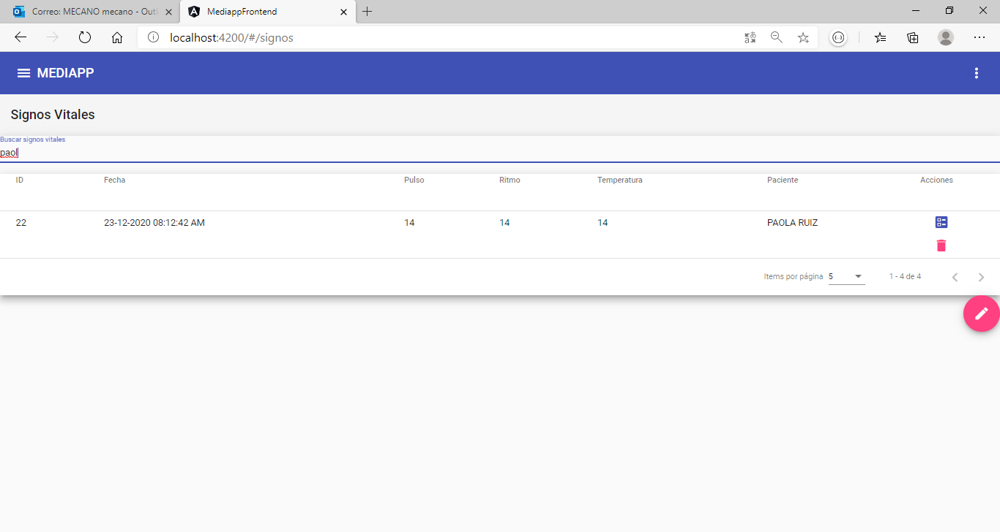 Correo: MECANO mecano - Outl
MediappFrontend
localhost:4200/#/signos
MEDIAPP
Signos Vitales
Buscar signos vitales
paol
ID Fecha Pulso Ritmo Temperatura Paciente Acciones
22 23-12-2020 08:12:42 AM 14 14 14 PAOLA RUIZ
Items por página 5 1 - 4 de 4